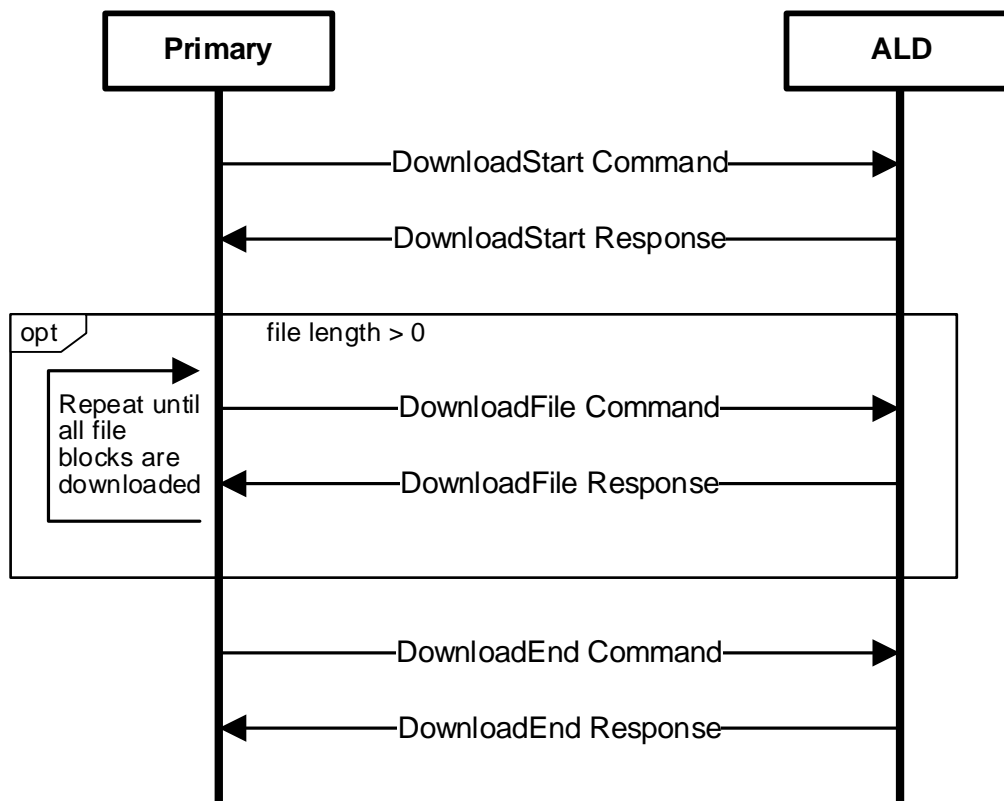 Primary
ALD
DownloadStart Command
DownloadStart Response
opt
file length > 0
Repeat until
all file
blocks are
downloaded
DownloadFile Command
DownloadFile Response
DownloadEnd Command
DownloadEnd Response